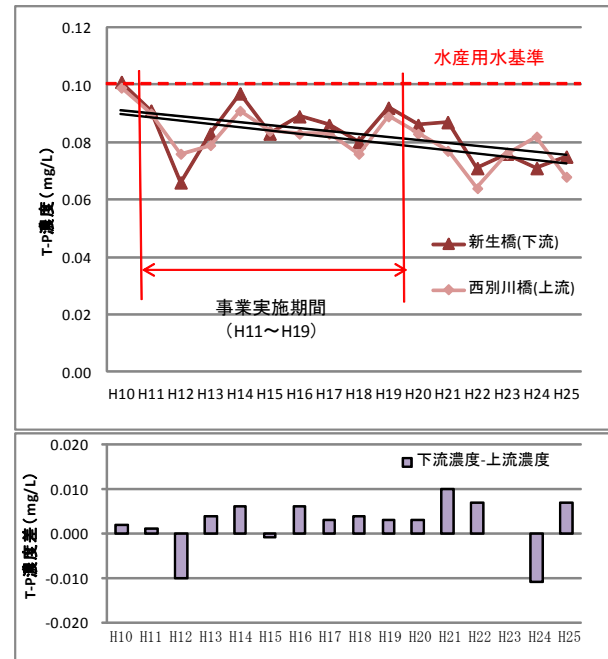 0.12
0.10
0.08
0.06
0.04
0.02
0.00
T-P濃度(mg/L)
水産用水基準
新生橋(下流)
西別川橋(上流)
事業実施期間
(H11～H19)
H10 H11 H12 H13 H14 H15 H16 H17 H18 H19 H20 H21 H22 H23 H24 H25
0.020
0.010
0.000
-0.010
-0.020
T-P濃度差(mg/L)
下流濃度-上流濃度
H10 H11 H12 H13 H14 H15 H16 H17 H18 H19 H20 H21 H22 H23 H24 H25